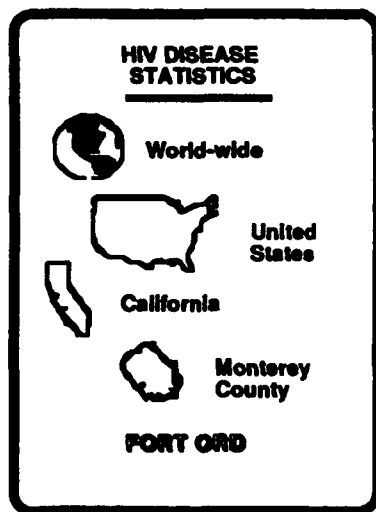 HIV DISEASE
STATISTICS
World-wide
United
States
California
Monterey
County
FORT ORD